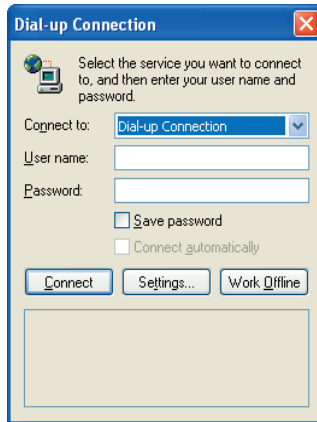 Dial-up Connection
Select the service you want to connect
to, and then enter your user name and
password.
Connect to: Dial-up Connection
User name:
Password:
Save password
Connect automatically
Connect Settings... Work Offline